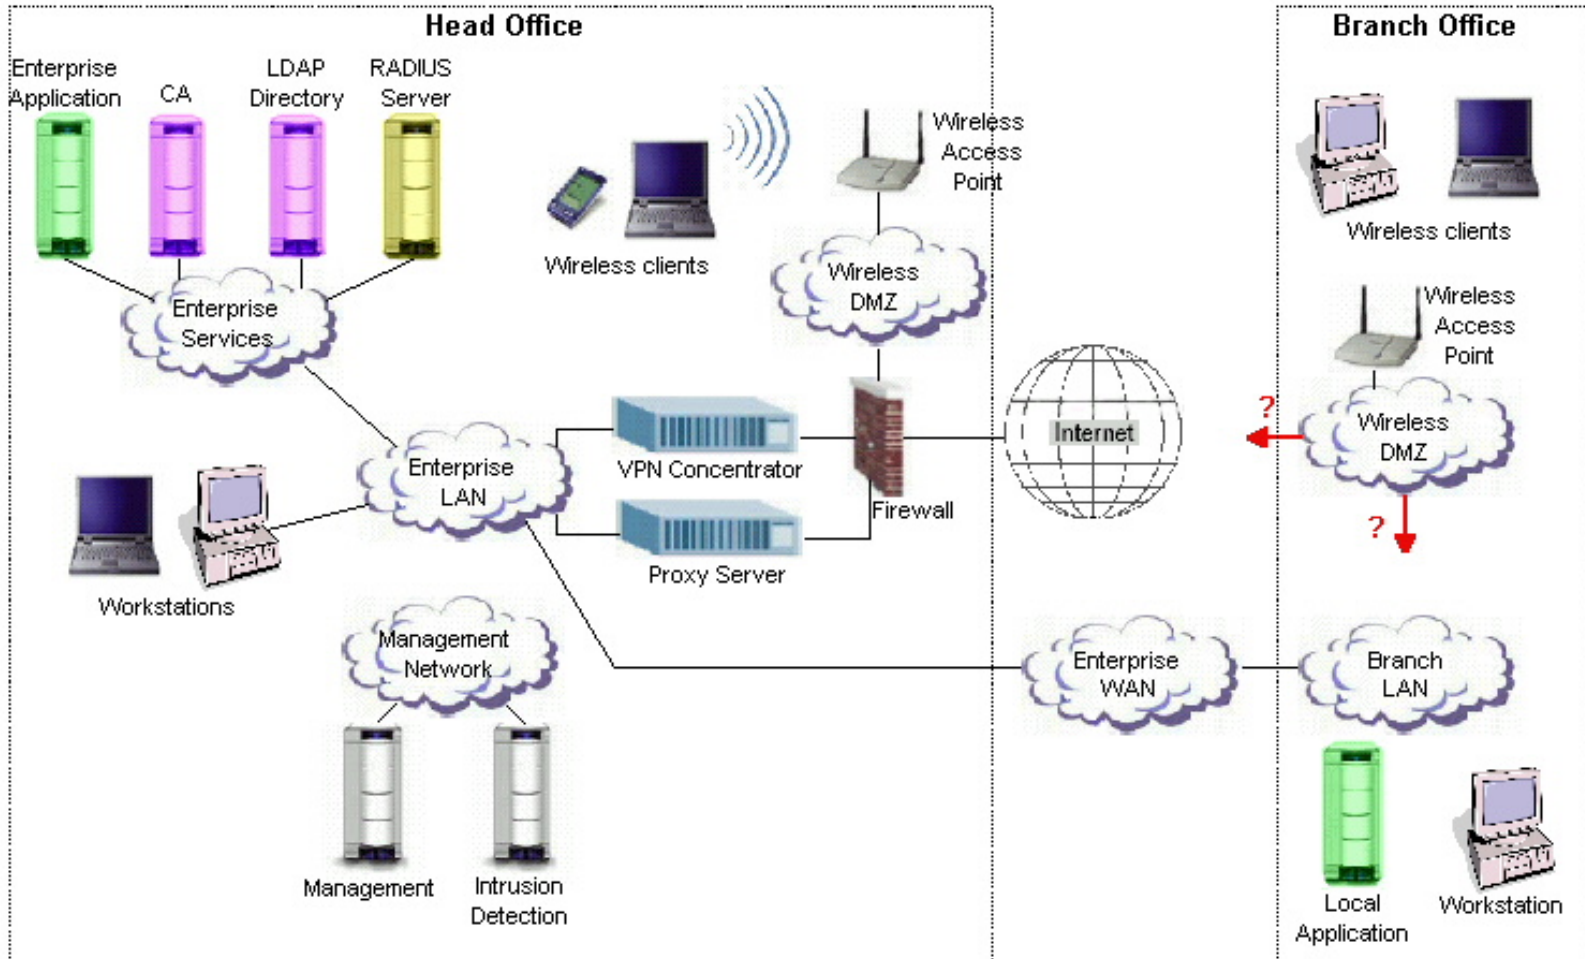 Head Office
Branch Office
Enterprise
Application
CA
LDAP
Directory
RADIUS
Server
Wireless clients
Wireless
Access
Point
Wireless
DMZ
Enterprise
Services
Enterprise
LAN
VPN Concentrator
Proxy Server
Firewall
Internet
Workstations
Management
Network
Management
Intrusion
Detection
Enterprise
WAN
Wireless clients
Wireless
Access
Point
Wireless
DMZ
?
?
Branch
LAN
Local
Application
Workstation